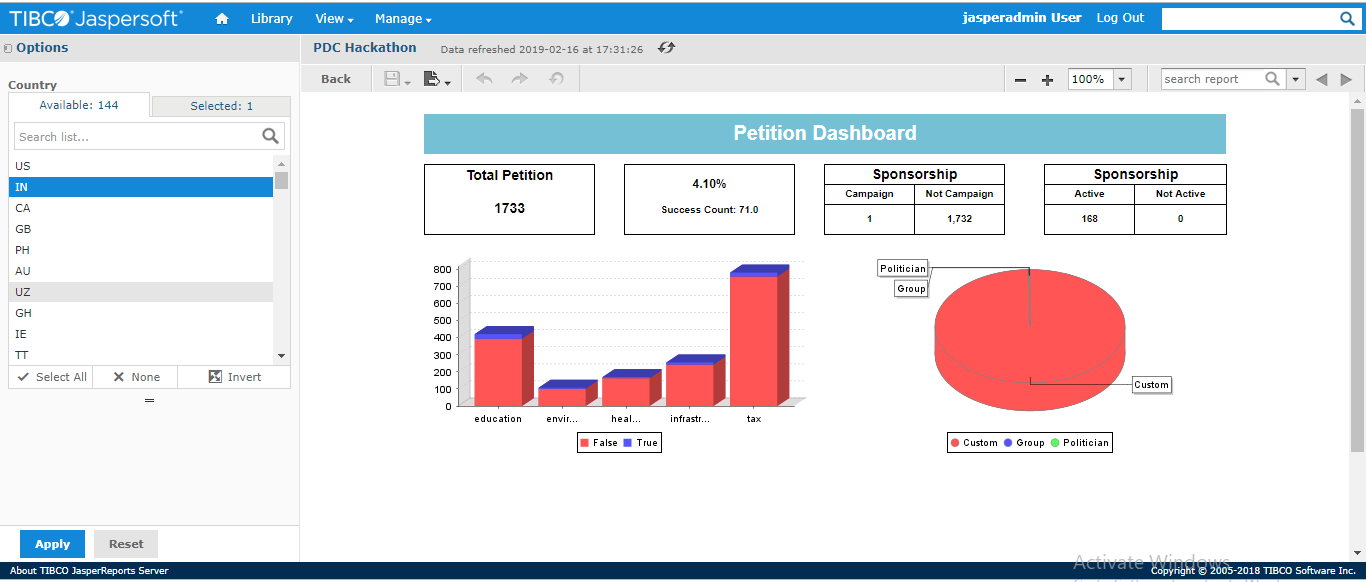 TIBCO Jaspersoft®
Library
View
Manage
jasperadmin User
Log Out
Options
PDC Hackathon
Data refreshed 2019-02-16 at 17:31:26
Back
100%
search report
Country
Available: 144
Selected: 1
Search list...
US
IN
CA
GB
PH
AU
UZ
GH
IE
TT
Select All
None
Invert
Apply
Reset
Petition Dashboard
Total Petition
1733
4.10%
Success Count: 71.0
Sponsorship
Campaign Not Campaign
1 1,732
Sponsorship
Active Not Active
168 0
800
700
600
500
400
300
200
100
0
education envir... heal... infrastr... tax
False True
Politician
Group
Custom
Custom Group Politician
Activate Windows
About TIBCO JasperReports Server
Copyright © 2005-2018 TIBCO Software Inc.